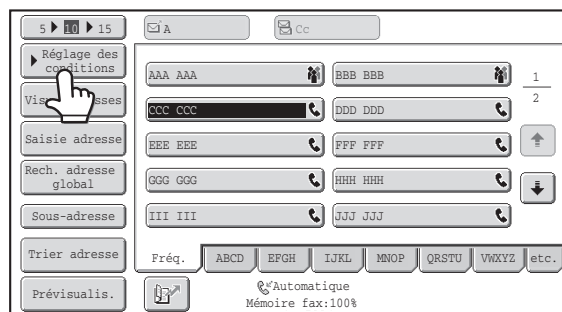 5 10 15
A
Cc
Réglage des
conditions
AAA AAA
BBB BBB
1
2
CCC CCC
DDD DDD
Saisie adresse
EEE EEE
FFF FFF
Rech. adresse
global
GGG GGG
HHH HHH
Sous-adresse
III III
JJJ JJJ
Trier adresse
Fréq.
ABCD
EFGH
IJKL
MNOP
QRSTU
VWXYZ
etc.
Prévisualis.
Automatique
Mémoire fax:100%